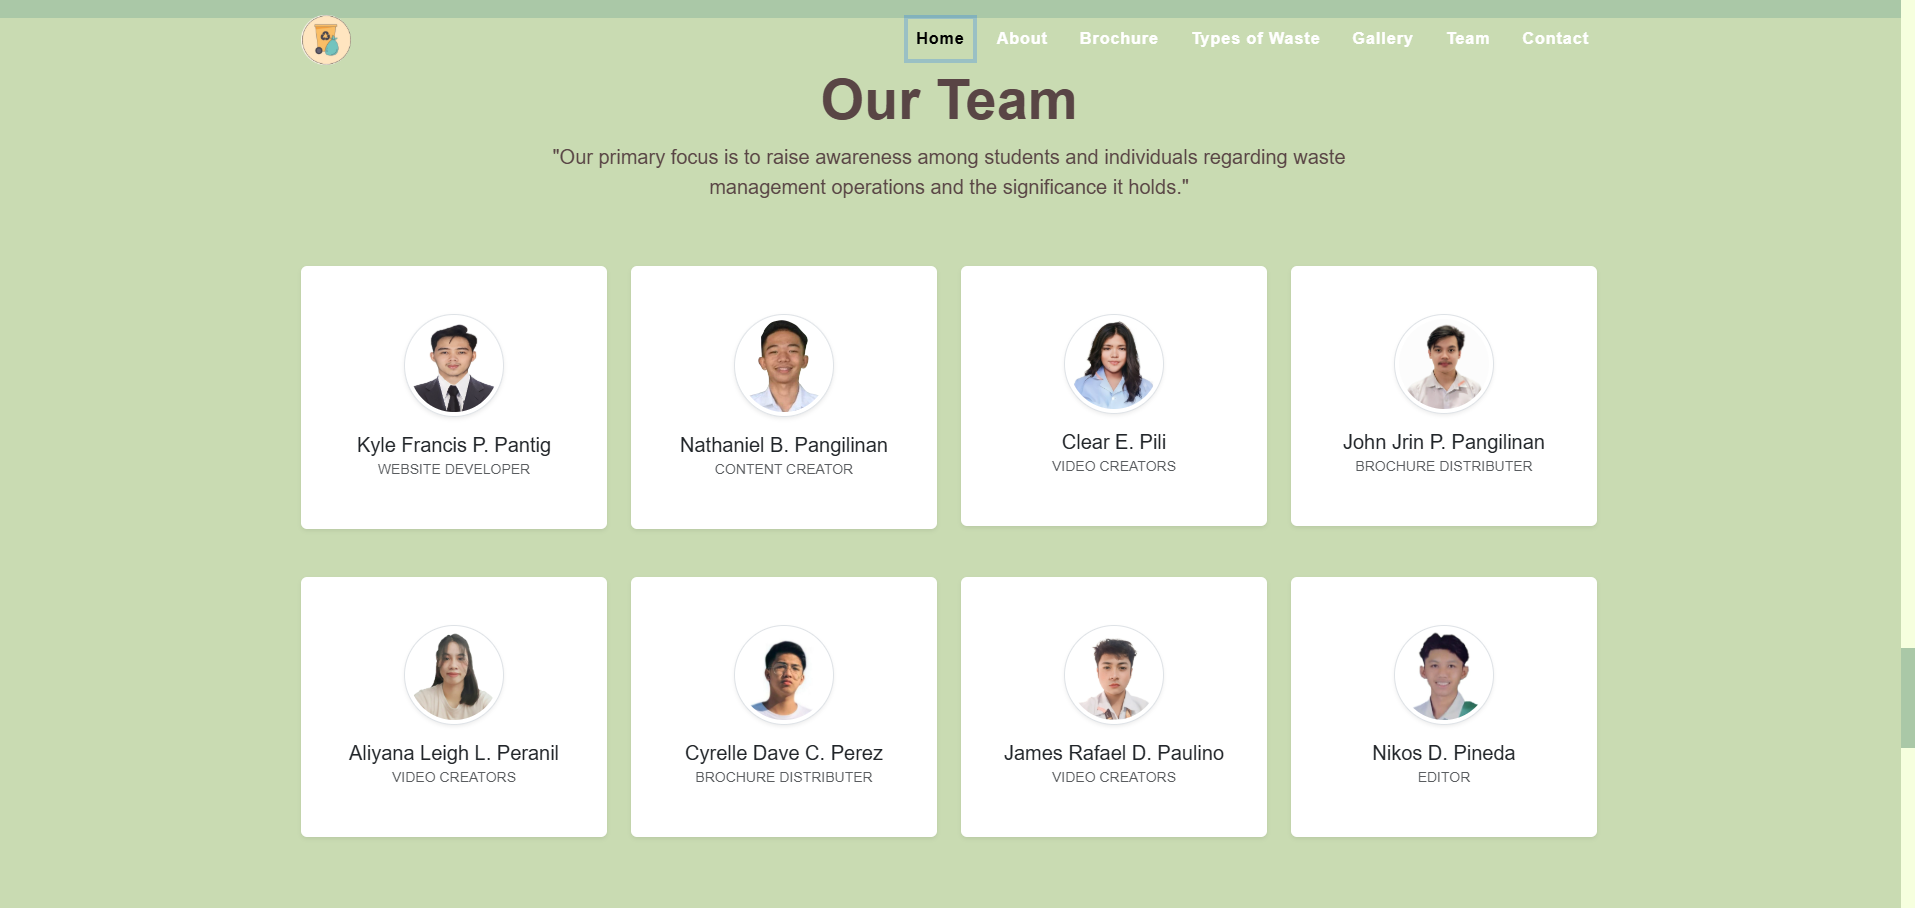 Home
About
Brochure
Types of Waste
Gallery
Team
Contact
Our Team
"Our primary focus is to raise awareness among students and individuals regarding waste
management operations and the significance it holds."
Kyle Francis P. Pantig
WEBSITE DEVELOPER
Nathaniel B. Pangilinan
CONTENT CREATOR
Clear E. Pili
VIDEO CREATORS
John Jrin P. Pangilinan
BROCHURE DISTRIBUTER
Aliyana Leigh L. Peranil
VIDEO CREATORS
Cyrelle Dave C. Perez
BROCHURE DISTRIBUTER
James Rafael D. Paulino
VIDEO CREATORS
Nikos D. Pineda
EDITOR